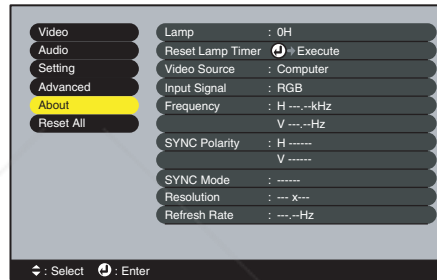 Video
Audio
Setting
Advanced
About
Reset All
Lamp : 0H
Reset Lamp Timer Execute
Video Source : Computer
Input Signal : RGB
Frequency : H ---.--kHz
V ---.--Hz
SYNC Polarity : H ------
V ------
SYNC Mode : ------
Resolution : --- x---
Refresh Rate : ---.--Hz
: Select : Enter